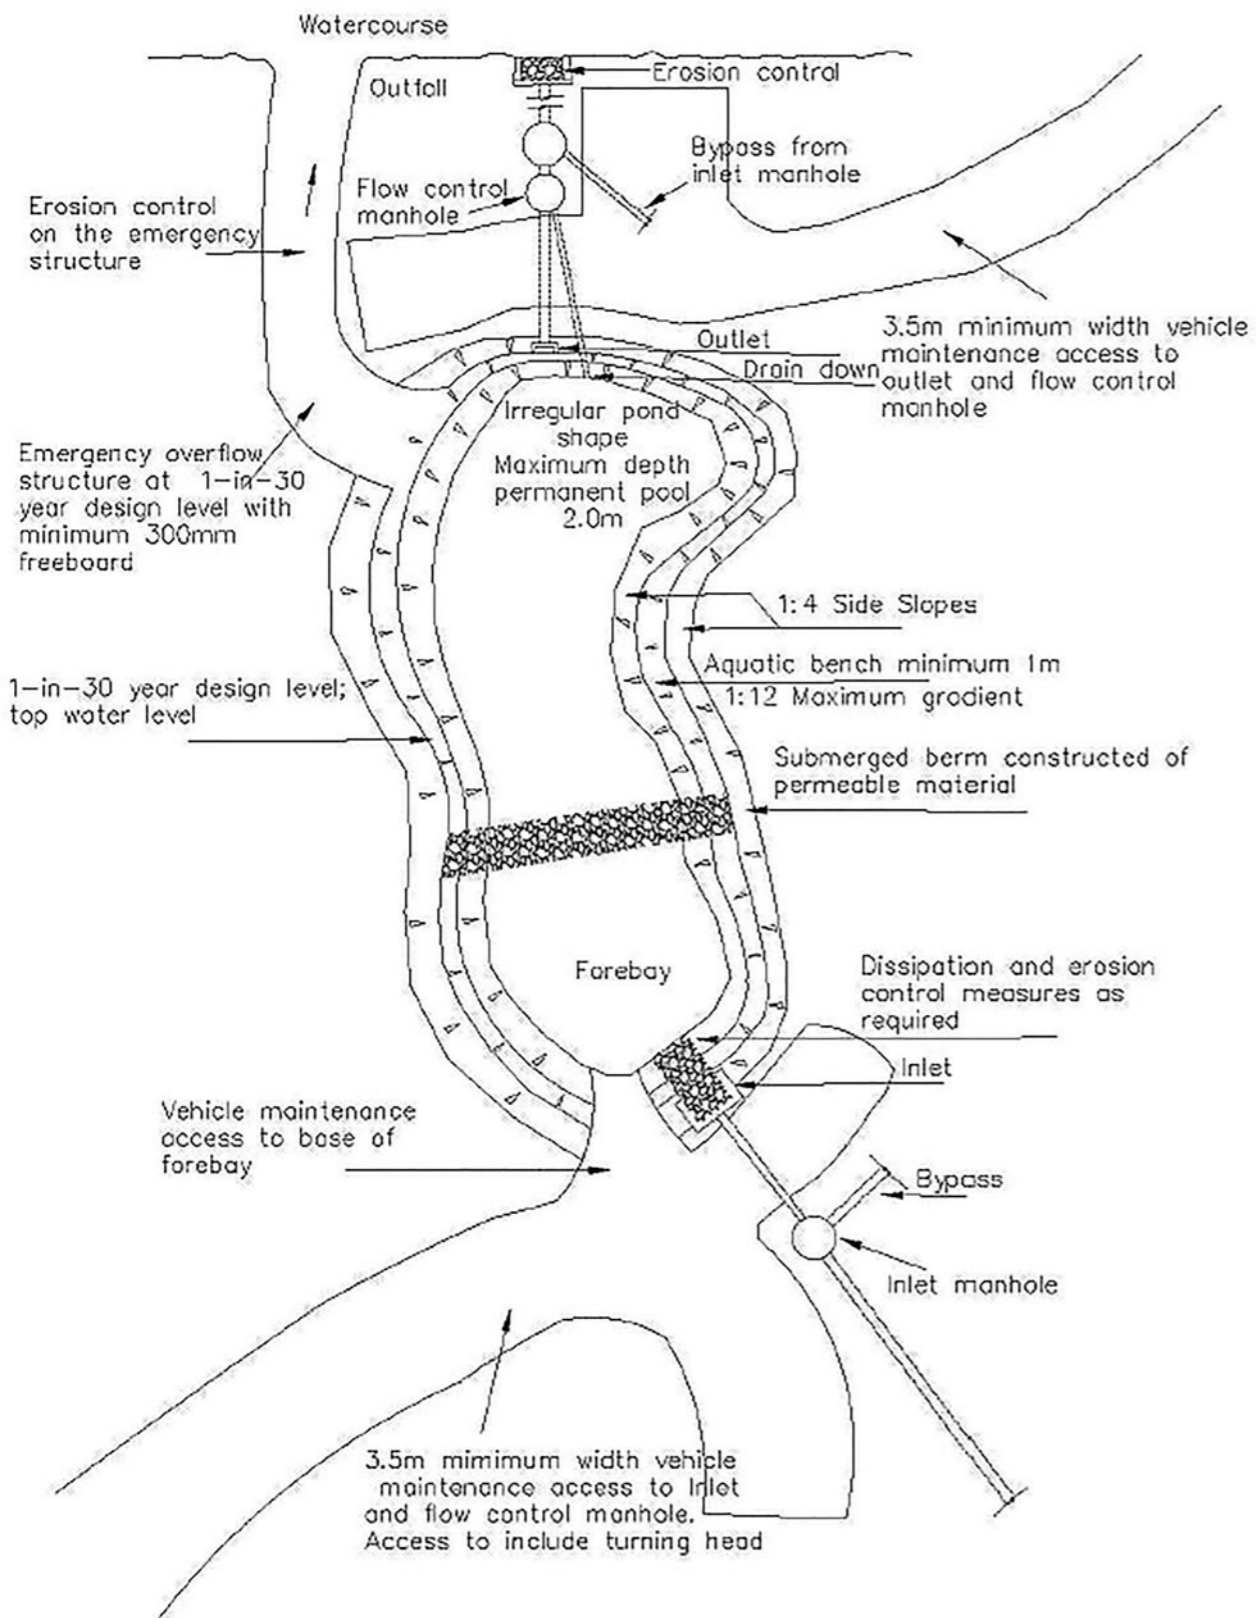 Watercourse
Outfall
Erosion control
Bypass from
inlet manhole
Flow control
manhole
Erosion control
on the emergency
structure
3.5m minimum width vehicle
maintenance access to
outlet and flow control
manhole
Outlet
Drain down
Irregular pond
shape
Maximum depth
permanent pool
2.0m
Emergency overflow
structure at 1-in-30
year design level with
minimum 300mm
freeboard
1:4 Side Slopes
Aquatic bench minimum 1m
1:12 Maximum gradient
1-in-30 year design level;
top water level
Submerged berm constructed of
permeable material
Forebay
Dissipation and erosion
control measures as
required
Inlet
Vehicle maintenance
access to base of
forebay
Bypass
Inlet manhole
3.5m mimimum width vehicle
maintenance access to Inlet
and flow control manhole.
Access to include turning head